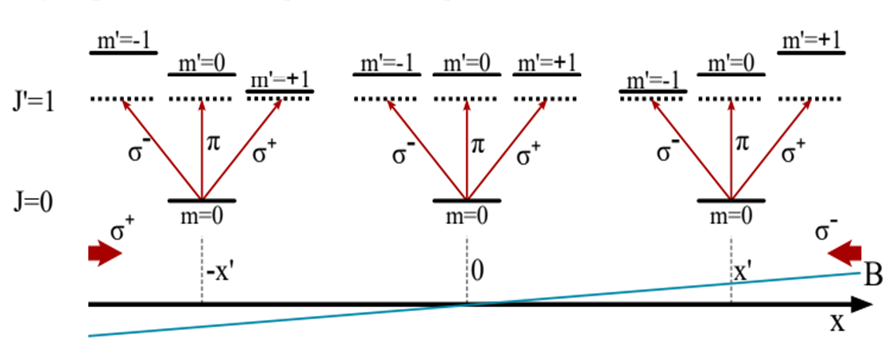 m'=-1 m'=0 m'=+1 m'=-1 m'=0 m'=+1 m'=-1 m'=0 m'=+1
J'=1
σ⁻ π σ⁺ σ⁻ π σ⁺ σ⁻ π σ⁺
J=0
m=0 m=0 m=0
σ⁺ σ⁻
-x' 0 x' B
x